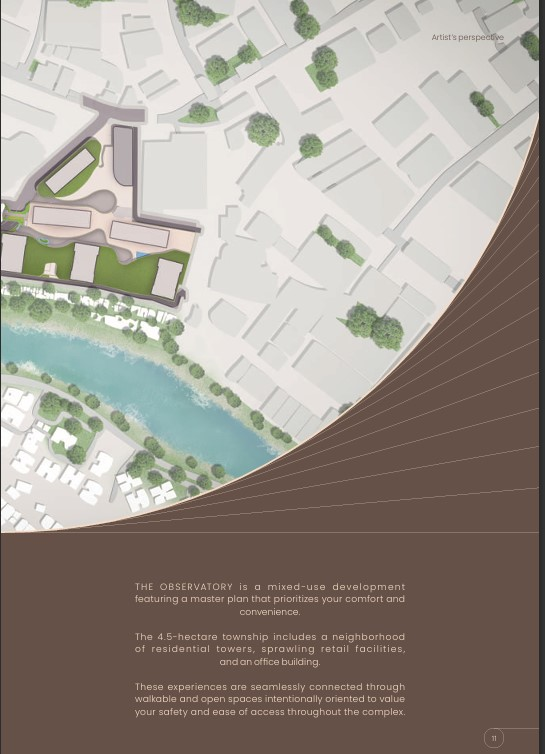 Artist's perspective
THE OBSERVATORY is a mixed-use development
featuring a master plan that prioritizes your comfort and
convenience.
The 4.5-hectare township includes a neighborhood
of residential towers, sprawling retail facilities,
and an office building.
These experiences are seamlessly connected through
walkable and open spaces intentionally oriented to value
your safety and ease of access throughout the complex.
11